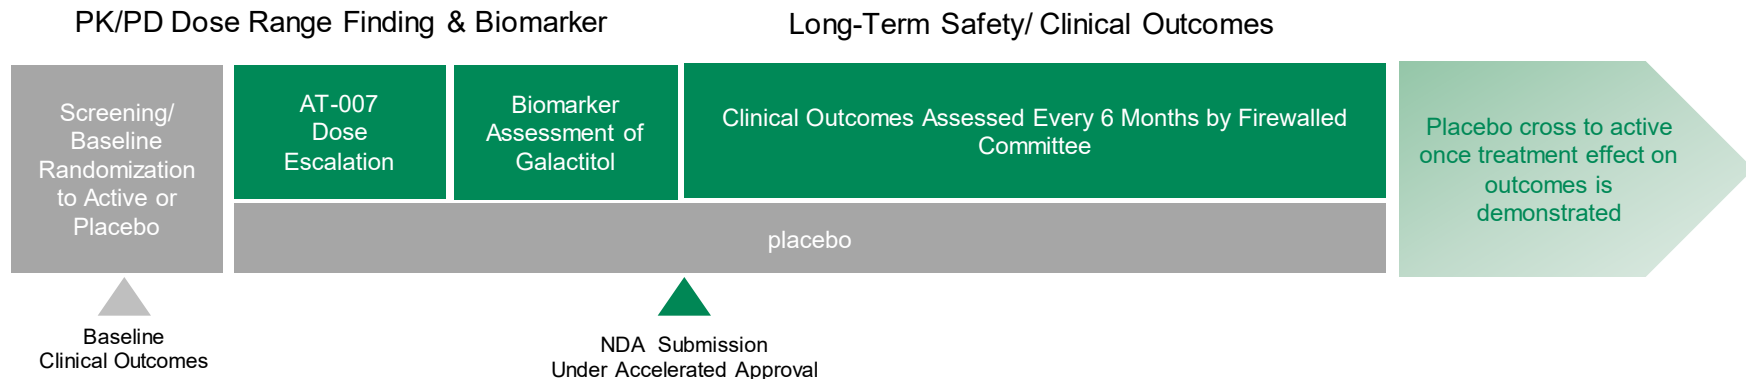 PK/PD Dose Range Finding & Biomarker
Long-Term Safety/ Clinical Outcomes
Screening/
Baseline
Randomization
to Active or
Placebo
AT-007
Dose
Escalation
Biomarker
Assessment of
Galactitol
Clinical Outcomes Assessed Every 6 Months by Firewalled
Committee
Placebo cross to active
once treatment effect on
outcomes is
demonstrated
placebo
Baseline
Clinical Outcomes
NDA Submission
Under Accelerated Approval